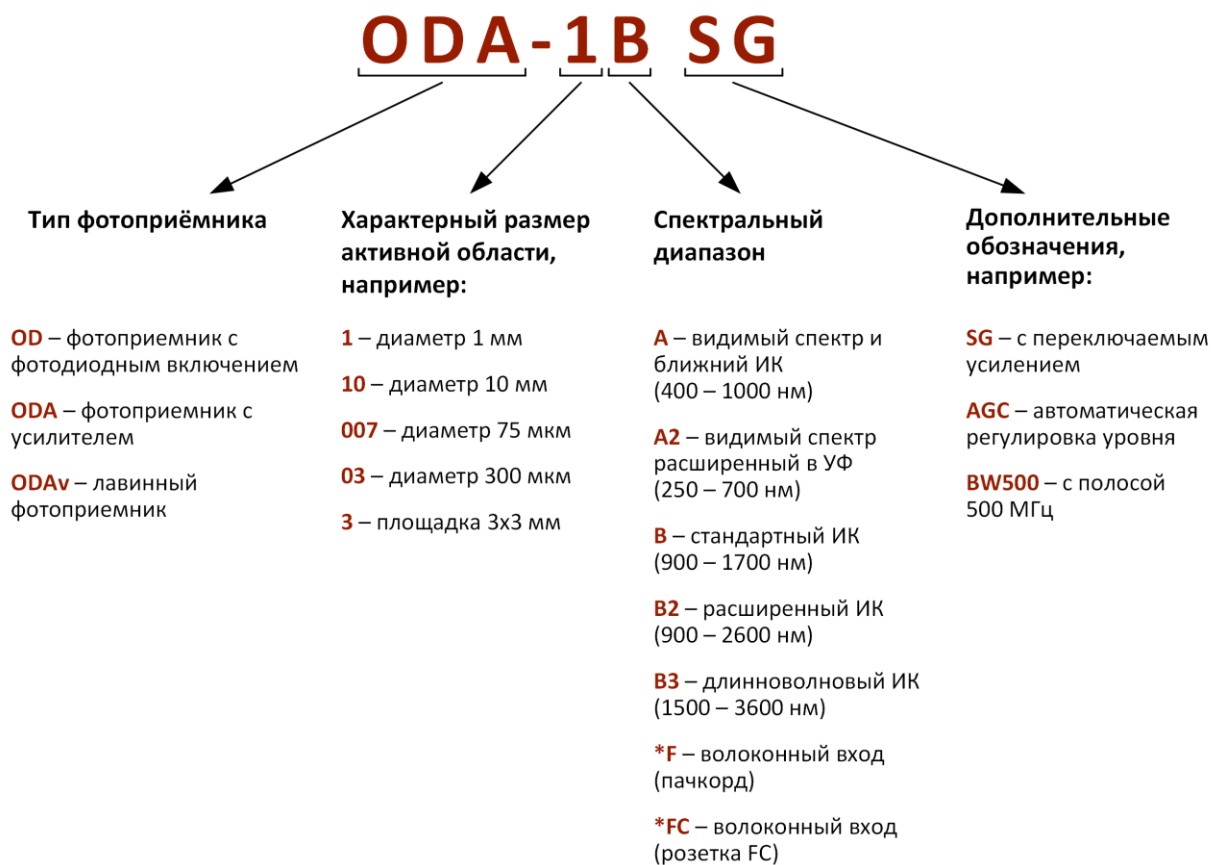 ODA-1B SG
Тип фотоприёмника
OD – фотоприемник с
фотодиодным включением
ODA – фотоприемник с
усилителем
ODAv – лавинный
фотоприемник
Характерный размер
активной области,
например:
1 – диаметр 1 мм
10 – диаметр 10 мм
007 – диаметр 75 мкм
03 – диаметр 300 мкм
3 – площадка 3х3 мм
Спектральный
диапазон
A – видимый спектр и
ближний ИК
(400 – 1000 нм)
A2 – видимый спектр
расширенный в УФ
(250 – 700 нм)
B – стандартный ИК
(900 – 1700 нм)
B2 – расширенный ИК
(900 – 2600 нм)
B3 – длинноволновый ИК
(1500 – 3600 нм)
*F – волоконный вход
(пачкорд)
*FC – волоконный вход
(розетка FC)
Дополнительные
обозначения,
например:
SG – с переключаемым
усилением
AGC – автоматическая
регулировка уровня
BW500 – с полосой
500 МГц